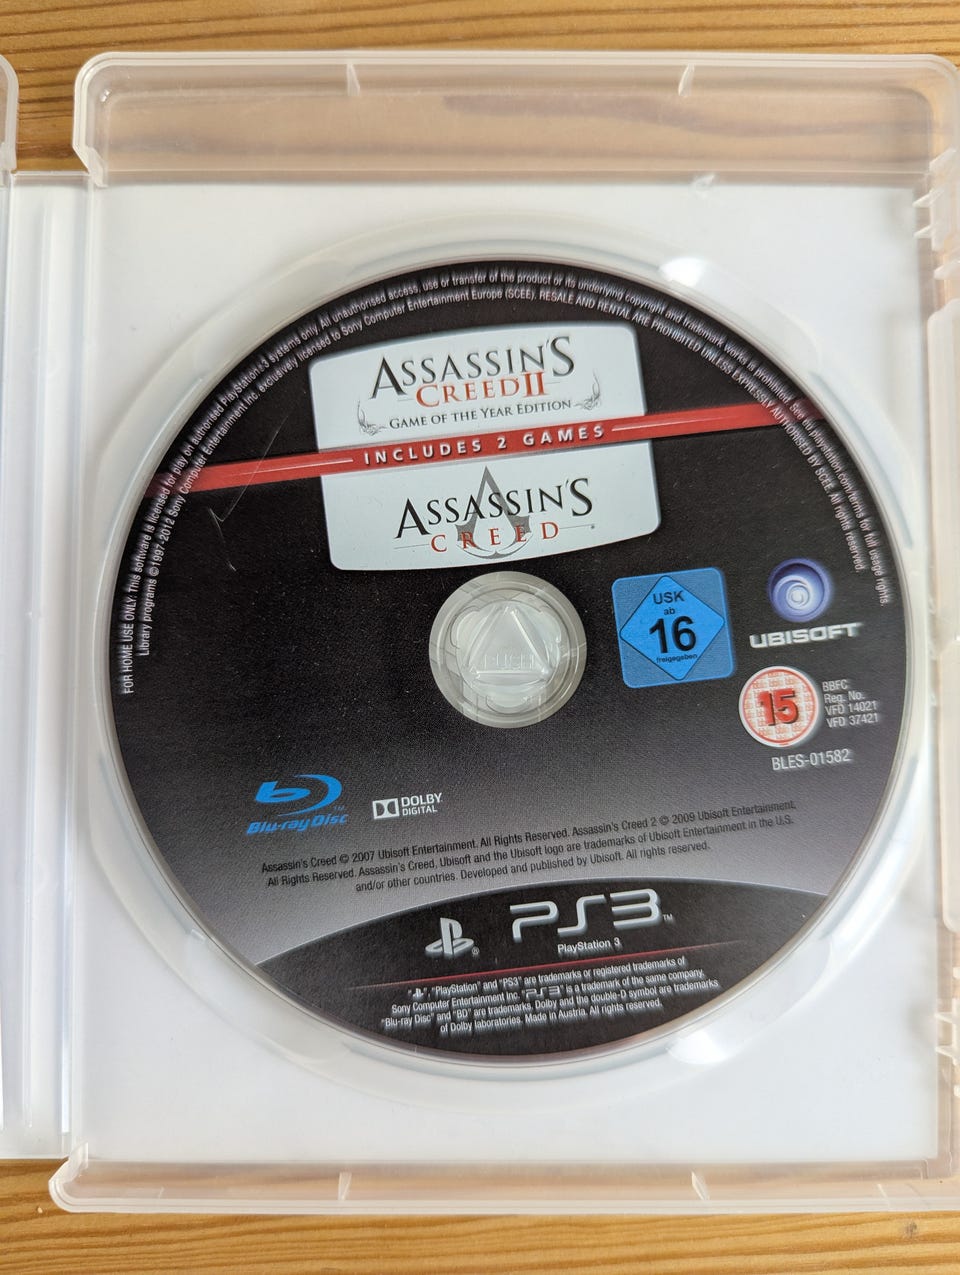 FOR HOME USE ONLY. This software is licensed for play on authorised PlayStation®3 systems only. All unauthorised access, use or transfer of the product or its underlying copyright and trademark works is prohibited. See eu.playstation.com/terms for full usage rights.
Library programs ©1997-2012 Sony Computer Entertainment Inc. exclusively licensed to Sony Computer Entertainment Europe (SCEE). RESALE AND RENTAL ARE PROHIBITED UNLESS EXPRESSLY AUTHORISED BY SCEE. All rights reserved.
ASSASSIN'S
CREED II
GAME OF THE YEAR EDITION
INCLUDES 2 GAMES
ASSASSIN'S
CREED
PUSH
USK
ab
16
freigegeben
UBISOFT
15
BBFC
Reg. No.
VFD 14021
VFD 37421
BLES-01582
Blu-ray Disc
DOLBY
DIGITAL
Assassin's Creed © 2007 Ubisoft Entertainment. All Rights Reserved. Assassin's Creed 2 © 2009 Ubisoft Entertainment.
All Rights Reserved. Assassin's Creed, Ubisoft and the Ubisoft logo are trademarks of Ubisoft Entertainment in the U.S.
and/or other countries. Developed and published by Ubisoft. All rights reserved.
PS3™
PlayStation 3
" ", "PlayStation" and "PS3" are trademarks or registered trademarks of
Sony Computer Entertainment Inc. "PS3" is a trademark of the same company.
"Blu-ray Disc" and "BD" are trademarks. Dolby and the double-D symbol are trademarks
of Dolby laboratories. Made in Austria. All rights reserved.